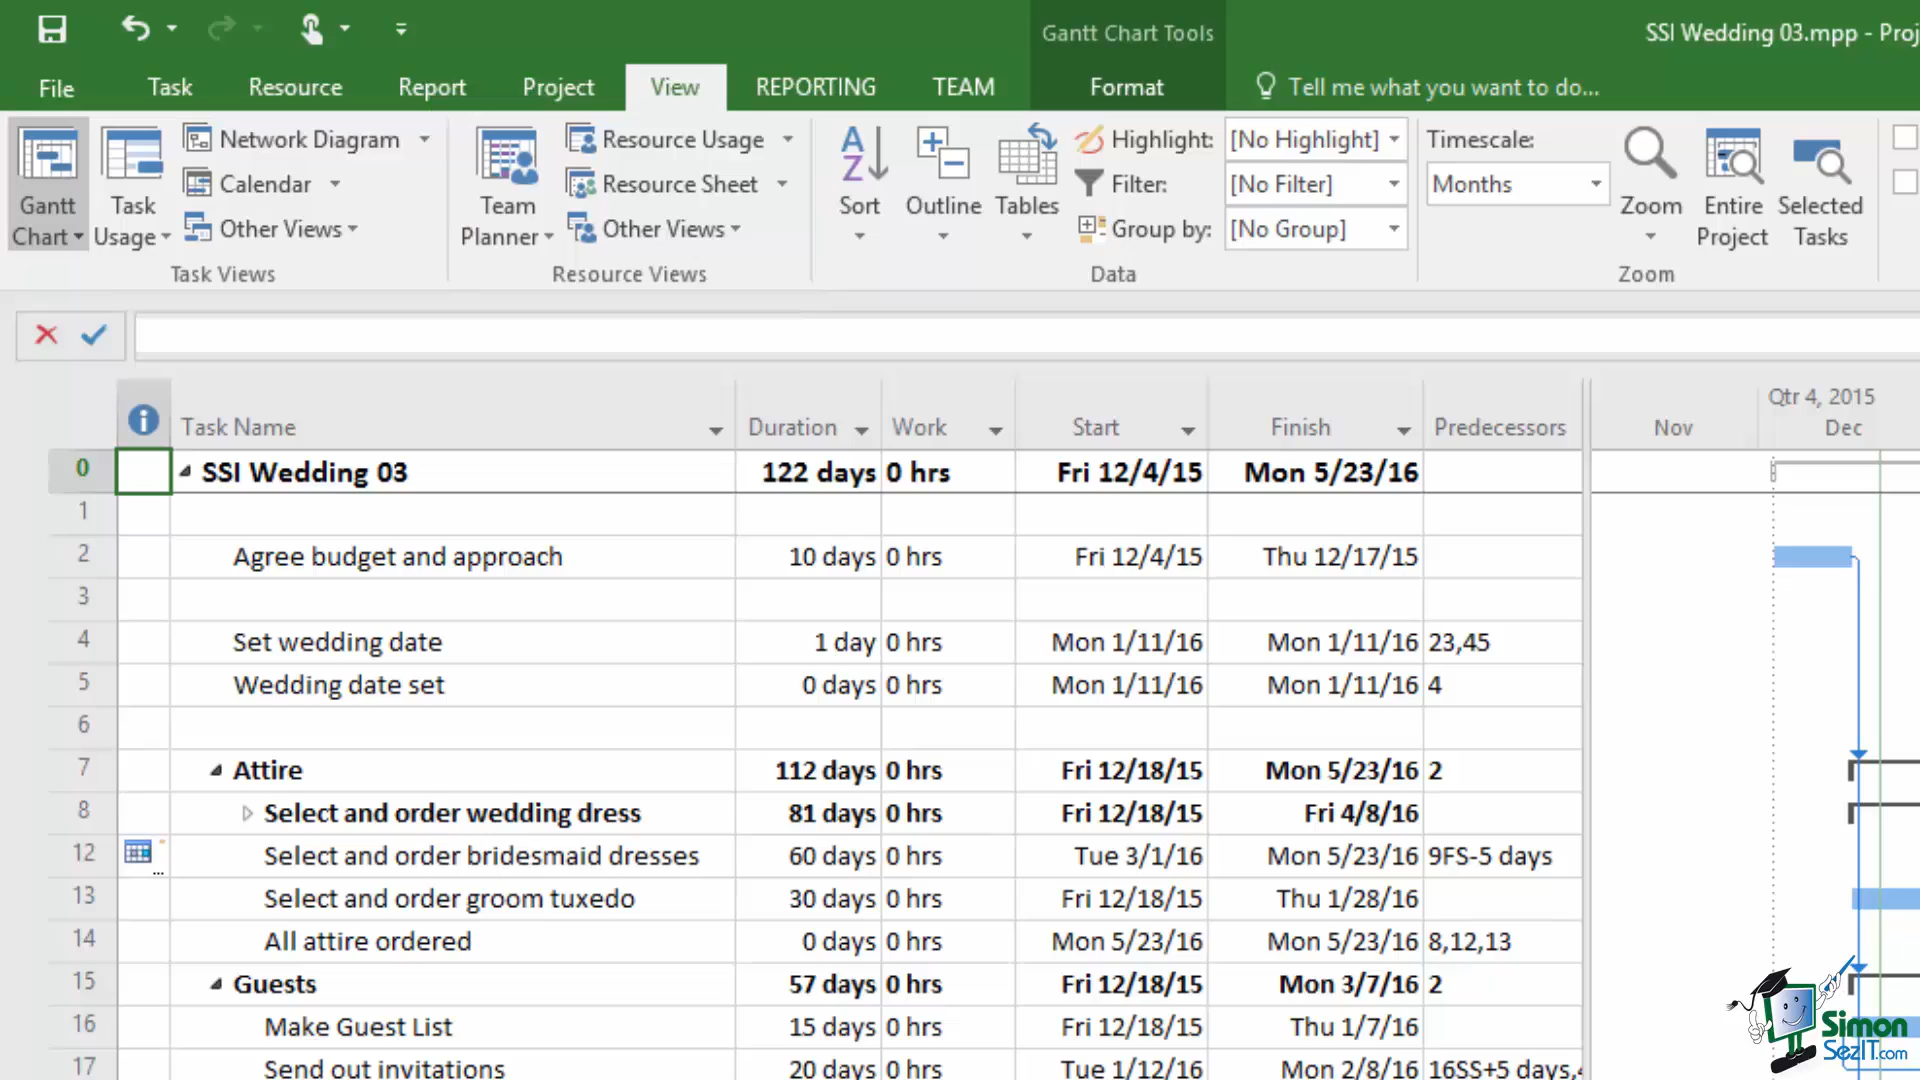 Gantt Chart Tools
SSI Wedding 03.mpp - Proj
File Task Resource Report Project View REPORTING TEAM Format Tell me what you want to do...
Gantt Chart
Task Usage
Network Diagram
Calendar
Other Views
Task Views
Team Planner
Resource Usage
Resource Sheet
Other Views
Resource Views
Sort
Outline
Tables
Highlight: [No Highlight]
Filter: [No Filter]
Group by: [No Group]
Data
Timescale:
Months
Zoom
Entire Project
Selected Tasks
Zoom
Qtr 4, 2015
Task Name Duration Work Start Finish Predecessors Nov Dec
0 SSI Wedding 03 122 days 0 hrs Fri 12/4/15 Mon 5/23/16
1
2 Agree budget and approach 10 days 0 hrs Fri 12/4/15 Thu 12/17/15
3
4 Set wedding date 1 day 0 hrs Mon 1/11/16 Mon 1/11/16 23,45
5 Wedding date set 0 days 0 hrs Mon 1/11/16 Mon 1/11/16 4
6
7 Attire 112 days 0 hrs Fri 12/18/15 Mon 5/23/16 2
8 Select and order wedding dress 81 days 0 hrs Fri 12/18/15 Fri 4/8/16
12 Select and order bridesmaid dresses 60 days 0 hrs Tue 3/1/16 Mon 5/23/16 9FS-5 days
13 Select and order groom tuxedo 30 days 0 hrs Fri 12/18/15 Thu 1/28/16
14 All attire ordered 0 days 0 hrs Mon 5/23/16 Mon 5/23/16 8,12,13
15 Guests 57 days 0 hrs Fri 12/18/15 Mon 3/7/16 2
16 Make Guest List 15 days 0 hrs Fri 12/18/15 Thu 1/7/16
17 Send out invitations 20 days 0 hrs Tue 1/12/16 Mon 2/8/16 16SS+5 days,4
Simon
SezIT.com